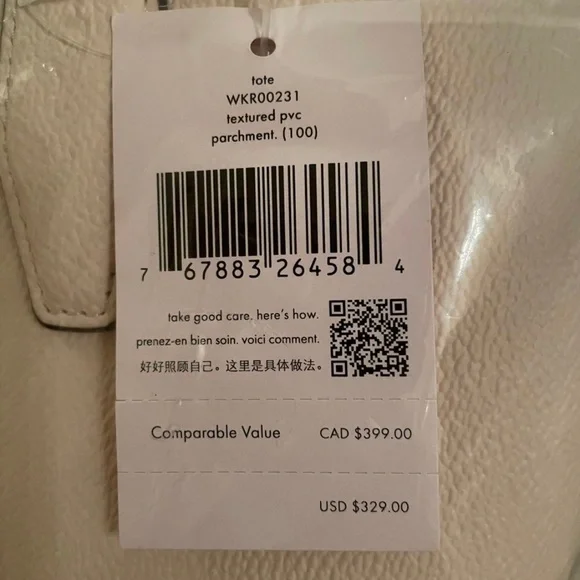 tote
WKR00231
textured pvc
parchment. (100)
7 67883 26458 4
take good care. here's how.
prenez-en bien soin. voici comment.
好好照顾自己。这里是具体做法。
Comparable Value CAD $399.00
USD $329.00